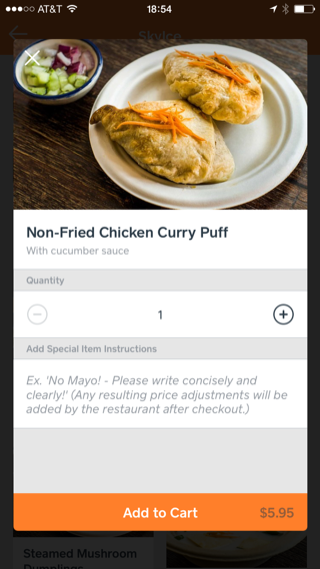 AT&T
18:54
SkyIce
Non-Fried Chicken Curry Puff
With cucumber sauce
Quantity
1
Add Special Item Instructions
Ex. 'No Mayo! - Please write concisely and
clearly!' (Any resulting price adjustments will be
added by the restaurant after checkout.)
Add to Cart $5.95
Steamed Mushroom
Dumplings